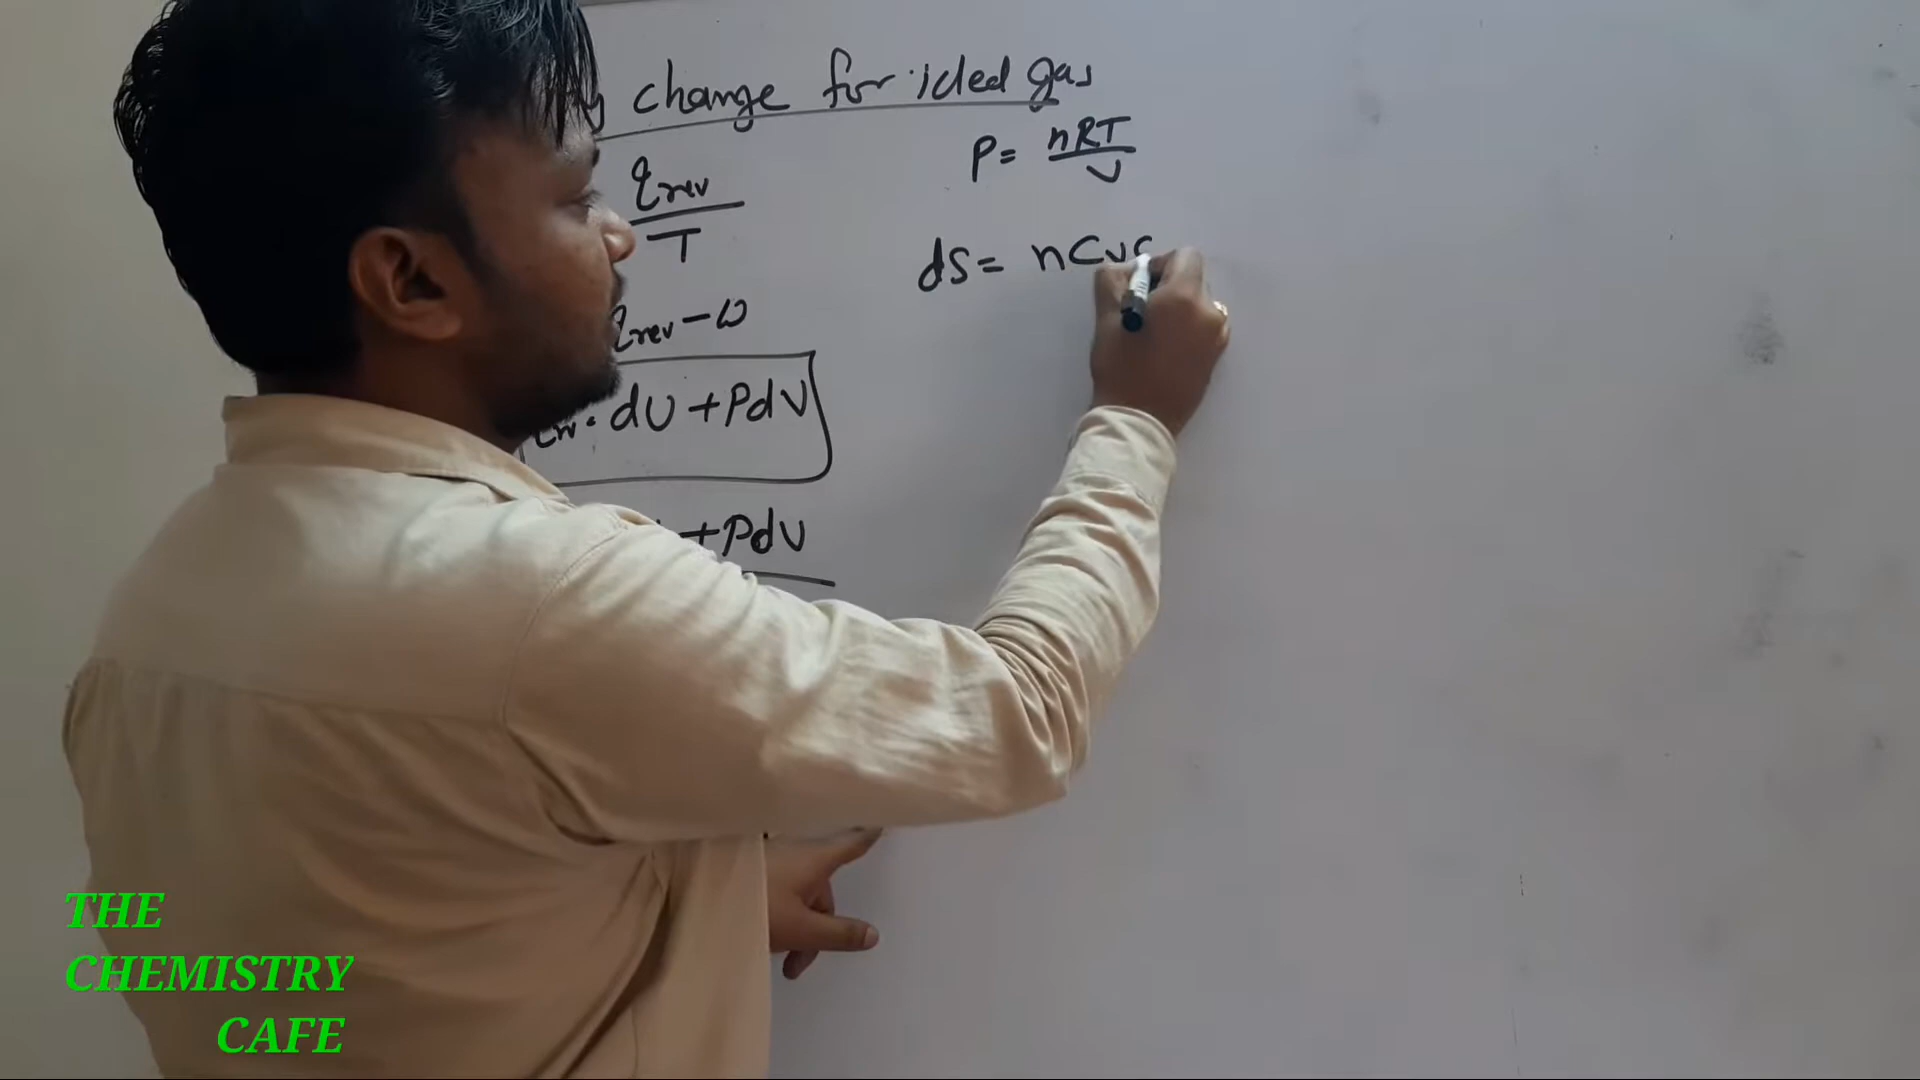 change for ideal gas
P = nRT / V
qrev / T
dS = nCv
qrev - w
dU + PdV
+ PdV
THE
CHEMISTRY
CAFE